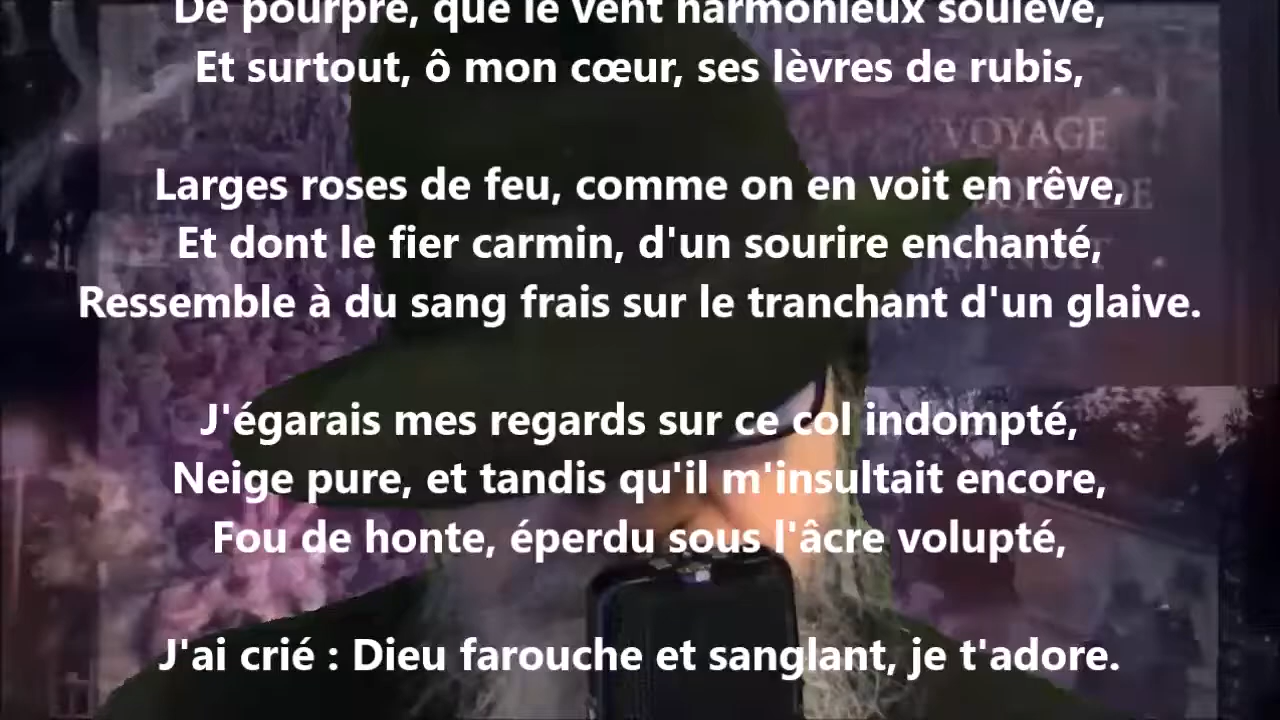 De pourpre, que le vent harmonieux soulève,
Et surtout, ô mon cœur, ses lèvres de rubis,
VOYAGE
Larges roses de feu, comme on en voit en rêve,
Et dont le fier carmin, d'un sourire enchanté,
Ressemble à du sang frais sur le tranchant d'un glaive.
J'égarais mes regards sur ce col indompté,
Neige pure, et tandis qu'il m'insultait encore,
Fou de honte, éperdu sous l'âcre volupté,
J'ai crié : Dieu farouche et sanglant, je t'adore.